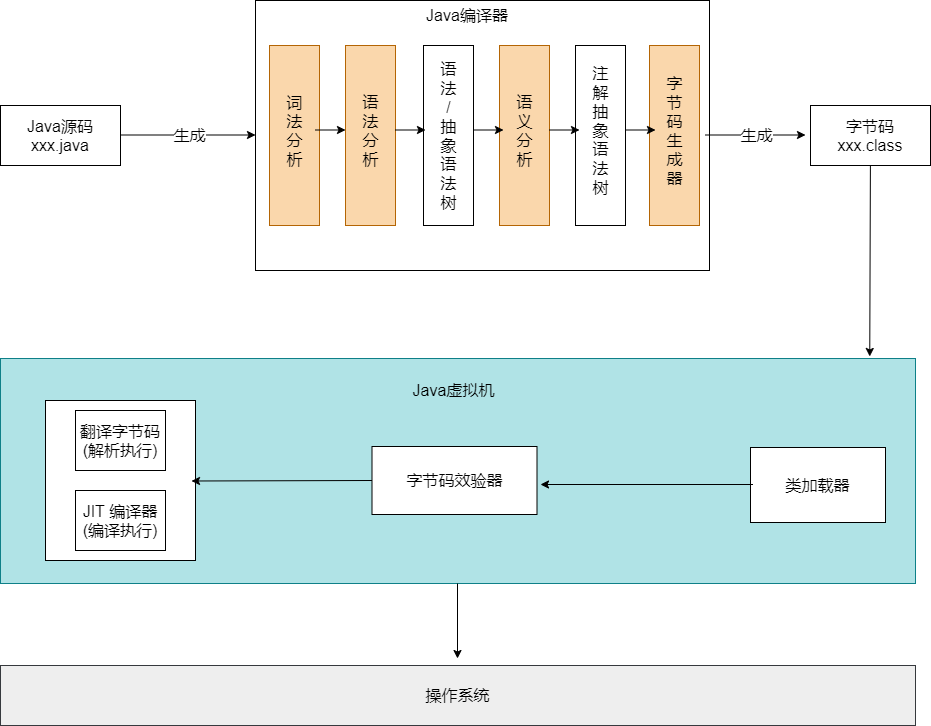 Java编译器
Java源码
xxx.java
生成
词法分析
语法分析
语法/抽象语法树
语义分析
注解抽象语法树
字节码生成器
生成
字节码
xxx.class
Java虚拟机
翻译字节码
(解析执行)
JIT 编译器
(编译执行)
字节码效验器
类加载器
操作系统